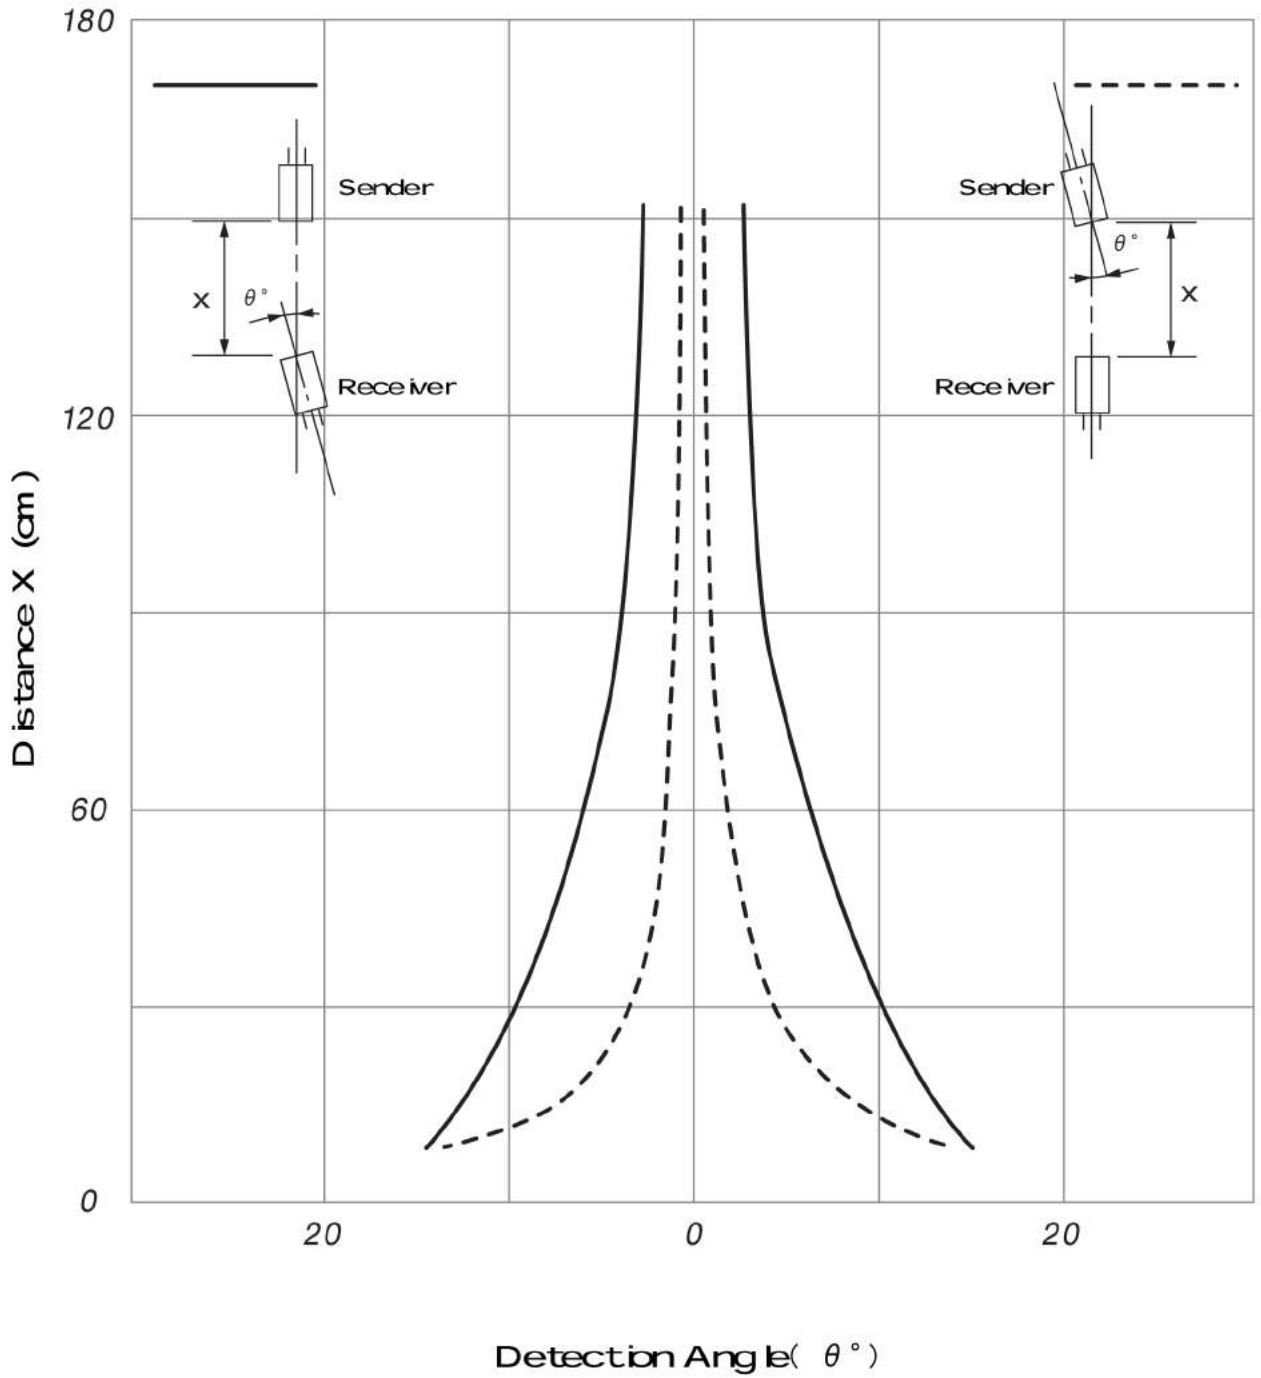 180
Sender
Sender
θ°
X
θ°
X
Receiver
Receiver
120
Distance X (cm)
60
0
20
0
20
Detection Angle( θ°)